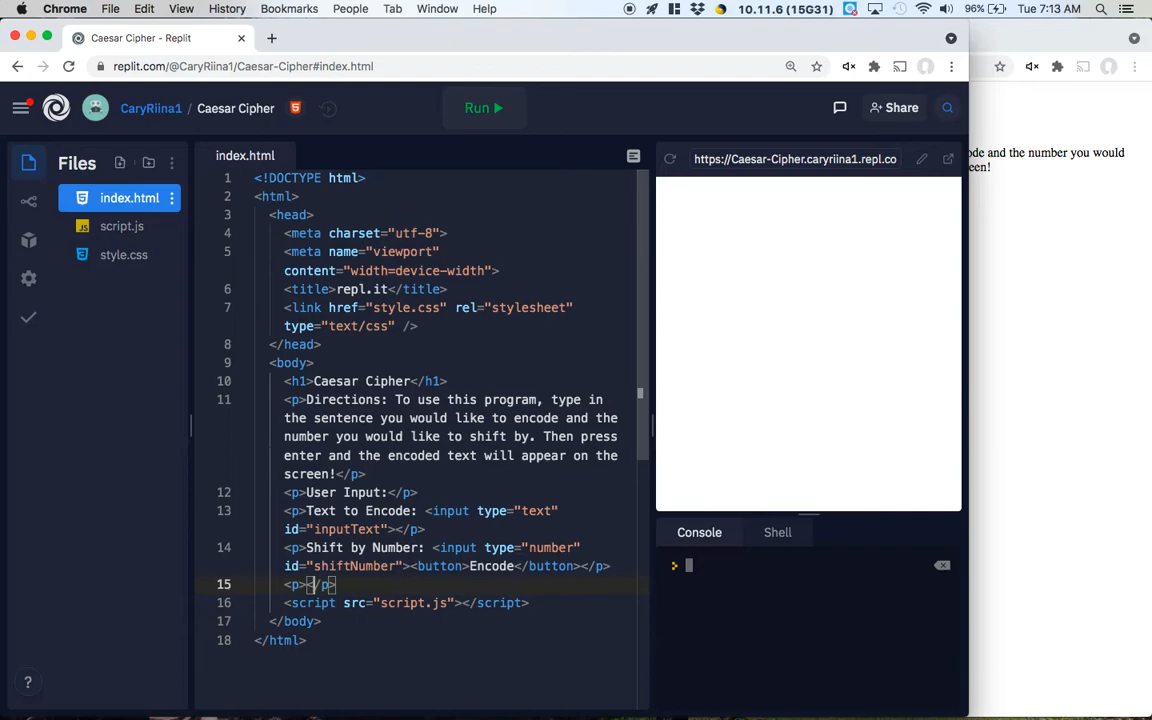 Chrome File Edit View History Bookmarks People Tab Window Help 10.11.6 (15G31) 96% Tue 7:13 AM
Caesar Cipher - Replit
replit.com/@CaryRiina1/Caesar-Cipher#index.html
CaryRiina1 / Caesar Cipher Run Share
Files
index.html
script.js
style.css
index.html
1 <!DOCTYPE html>
2 <html>
3 <head>
4 <meta charset="utf-8">
5 <meta name="viewport"
content="width=device-width">
6 <title>repl.it</title>
7 <link href="style.css" rel="stylesheet"
type="text/css" />
8 </head>
9 <body>
10 <h1>Caesar Cipher</h1>
11 <p>Directions: To use this program, type in
the sentence you would like to encode and the
number you would like to shift by. Then press
enter and the encoded text will appear on the
screen!</p>
12 <p>User Input:</p>
13 <p>Text to Encode: <input type="text"
id="inputText"></p>
14 <p>Shift by Number: <input type="number"
id="shiftNumber"><button>Encode</button></p>
15 <p></p>
16 <script src="script.js"></script>
17 </body>
18 </html>
?
https://Caesar-Cipher.caryriina1.repl.co
Console Shell
and the number you would